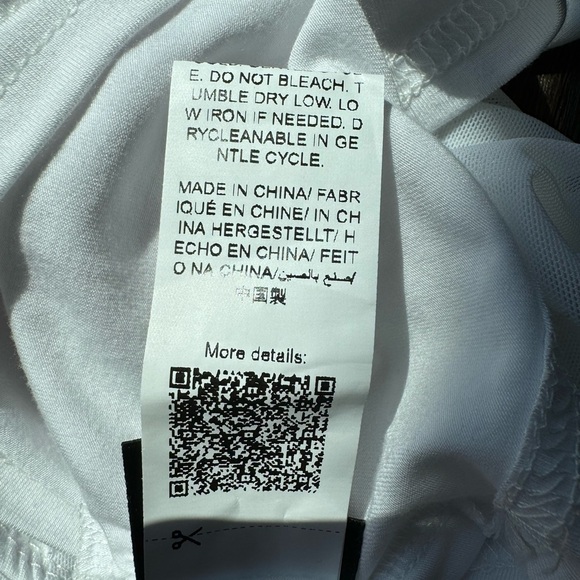 E. DO NOT BLEACH. T
UMBLE DRY LOW. LO
W IRON IF NEEDED. D
RYCLEANABLE IN GE
NTLE CYCLE.
MADE IN CHINA/ FABR
IQUÉ EN CHINE/ IN CH
INA HERGESTELLT/ H
ECHO EN CHINA/ FEIT
O NA CHINA/صنع بالصين/
中国製
More details: